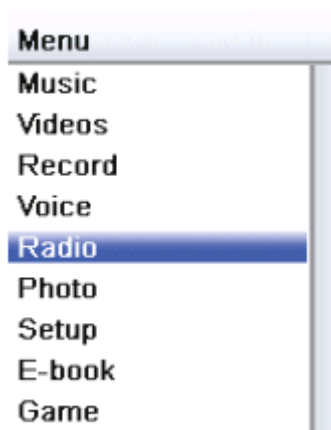 Menu
Music
Videos
Record
Voice
Radio
Photo
Setup
E-book
Game